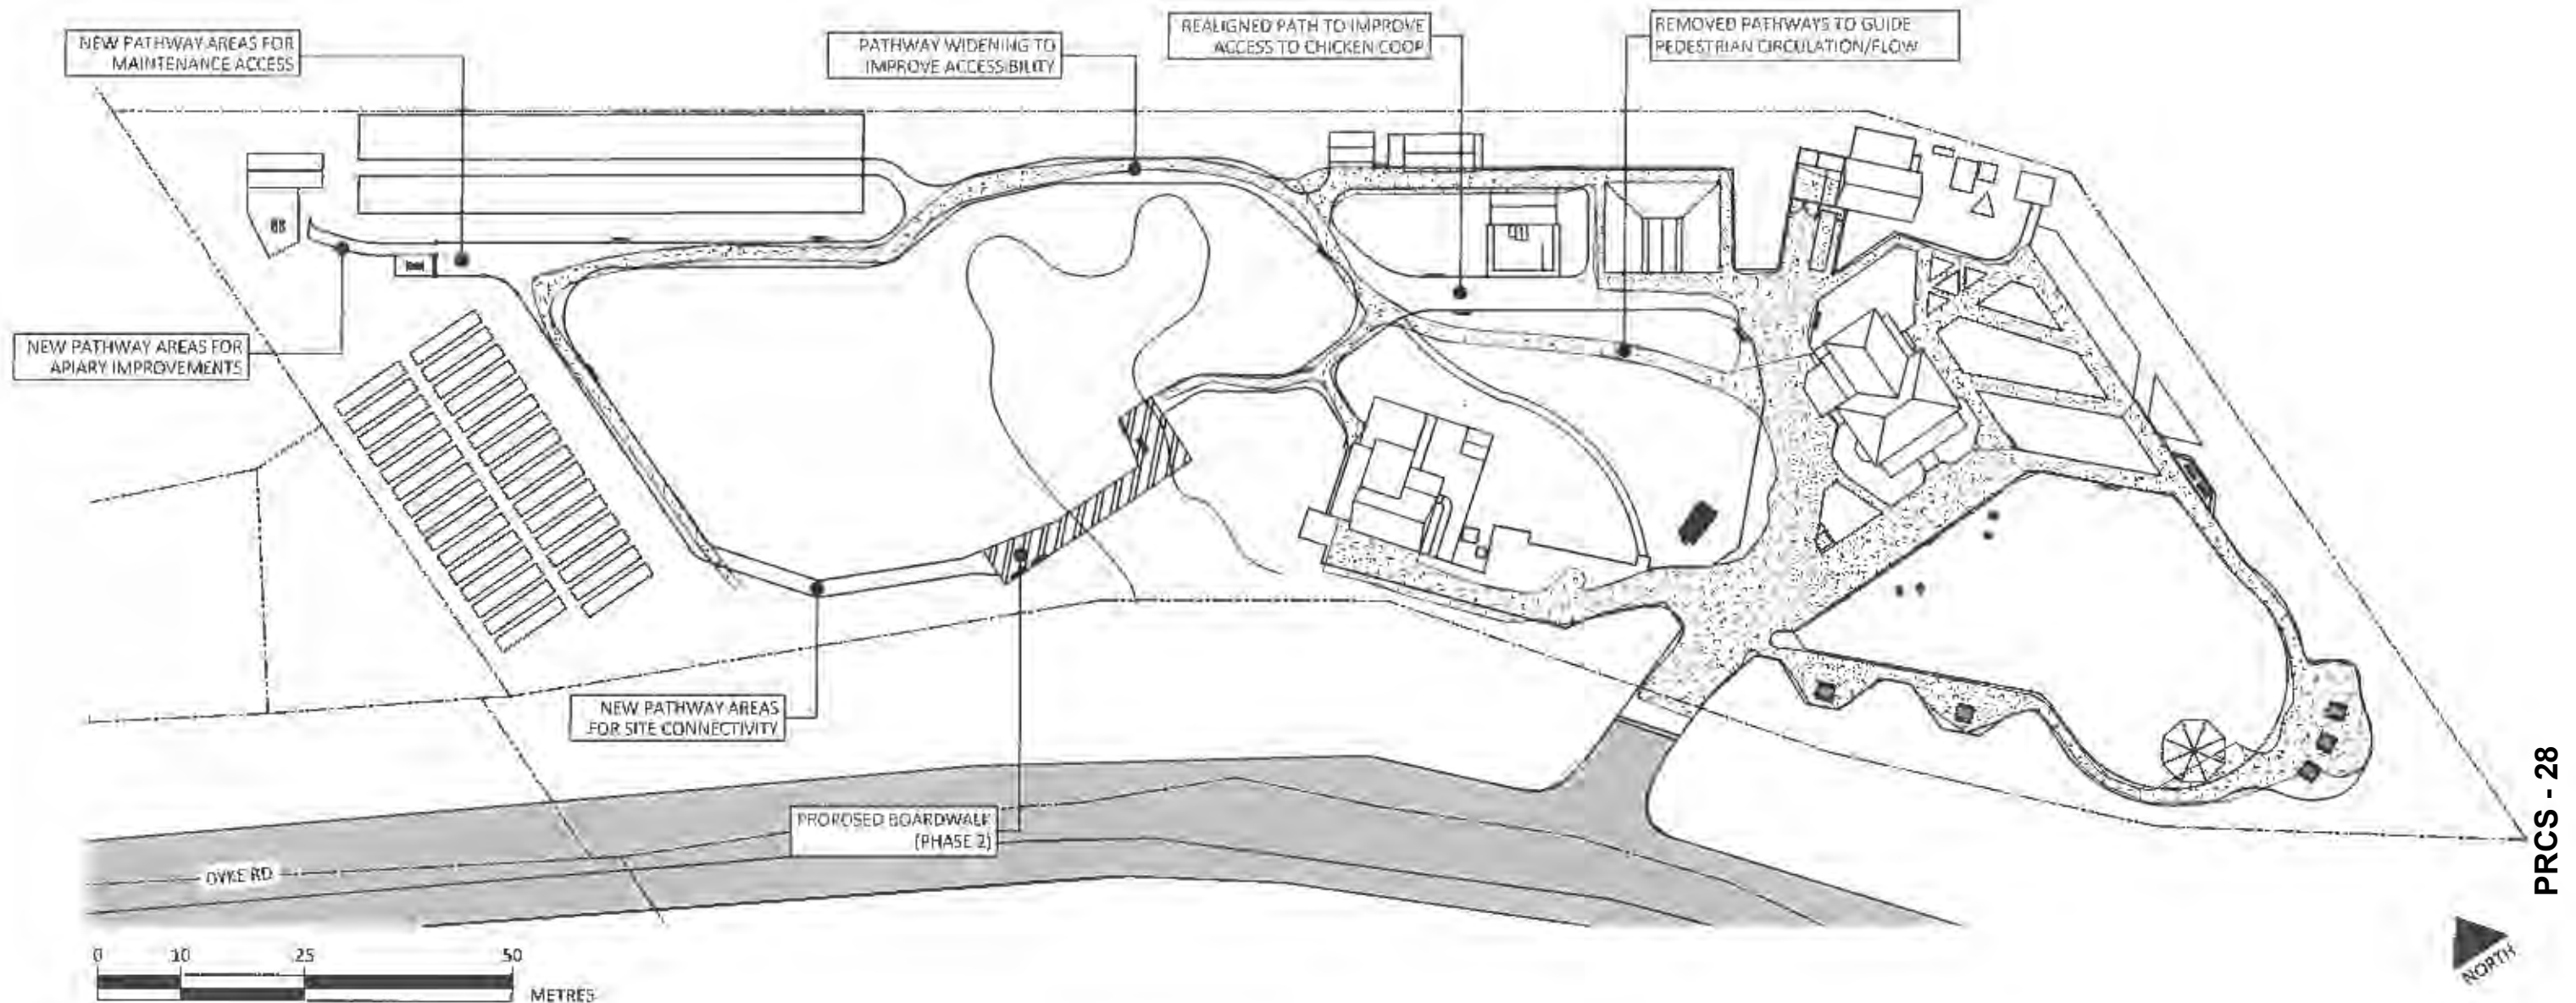 NEW PATHWAY AREAS FOR
MAINTENANCE ACCESS
PATHWAY WIDENING TO
IMPROVE ACCESSIBILITY
REALIGNED PATH TO IMPROVE
ACCESS TO CHICKEN COOP
REMOVED PATHWAYS TO GUIDE
PEDESTRIAN CIRCULATION/FLOW
NEW PATHWAY AREAS FOR
APIARY IMPROVEMENTS
NEW PATHWAY AREAS
FOR SITE CONNECTIVITY
PROPOSED BOARDWALK
(PHASE 2)
DYKE RD
0 10 25 50
METRES
NORTH
PRCS - 28